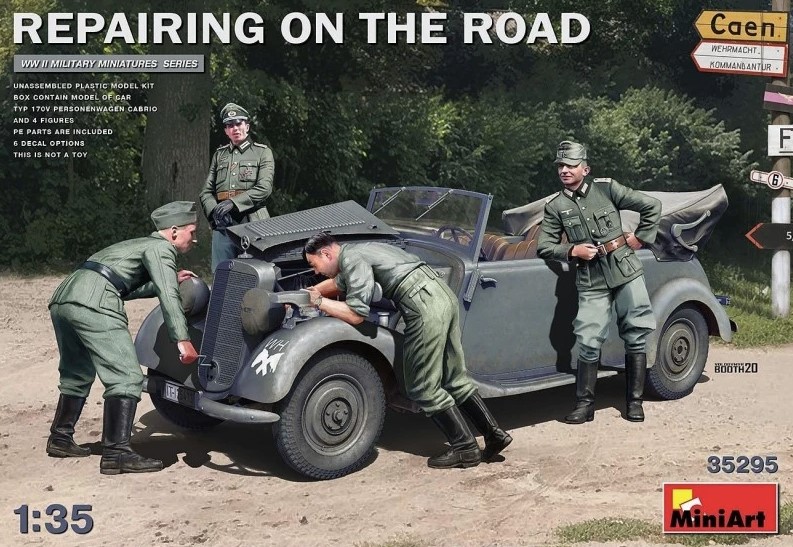 REPAIRING ON THE ROAD
WW II MILITARY MINIATURES SERIES
UNASSEMBLED PLASTIC MODEL KIT
BOX CONTAIN MODEL OF CAR
TYP 170V PERSONENWAGEN CABRIO
AND 4 FIGURES
PE PARTS ARE INCLUDED
6 DECAL OPTIONS
THIS IS NOT A TOY
Caen
WEHRMACHT.
KOMMANDANTUR
F
6
5
WH
BOOTH20
35295
MiniArt
1:35